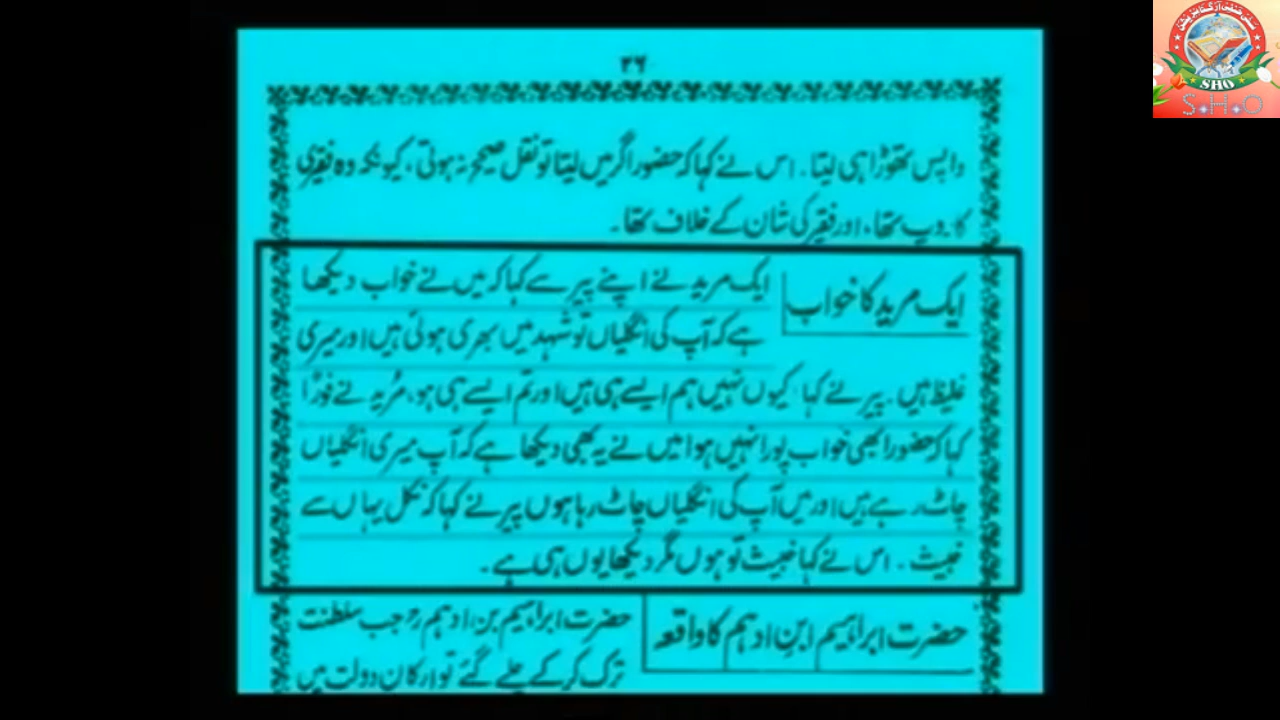 ۳۶
واپس تھوڑا ہی لیتا۔ اس نے کہا کہ حضور اگر میں لیتا تو نقل صحیح نہ ہوتی، کیونکہ وہ فقیری
کا روپ تھا، اور فقیر کی شان کے خلاف تھا۔
ایک مرید کا خواب
ایک مرید نے اپنے پیر سے کہا کہ میں نے خواب دیکھا
ہے کہ آپ کی انگلیاں تو شہد میں بھری ہوئی ہیں اور میری
غلیظ ہیں۔ پیر نے کہا کیوں نہیں ہم ایسے ہی ہیں اور تم ایسے ہی ہو، مرید نے فوراً
کہا کہ حضور ابھی خواب پورا نہیں ہوا میں نے یہ بھی دیکھا ہے کہ آپ میری انگلیاں
چاٹ رہے ہیں اور میں آپ کی انگلیاں چاٹ رہا ہوں پیر نے کہا کہ نکل یہاں سے
خبیث۔ اس نے کہا خبیث تو ہوں مگر دیکھا یوں ہی ہے۔
حضرت ابراہیم ابن ادہم کا واقعہ
حضرت ابراہیم بن ادہمؒ جب سلطنت
ترک کر کے چلے گئے تو ارکان دولت میں
SHO
S.H.O